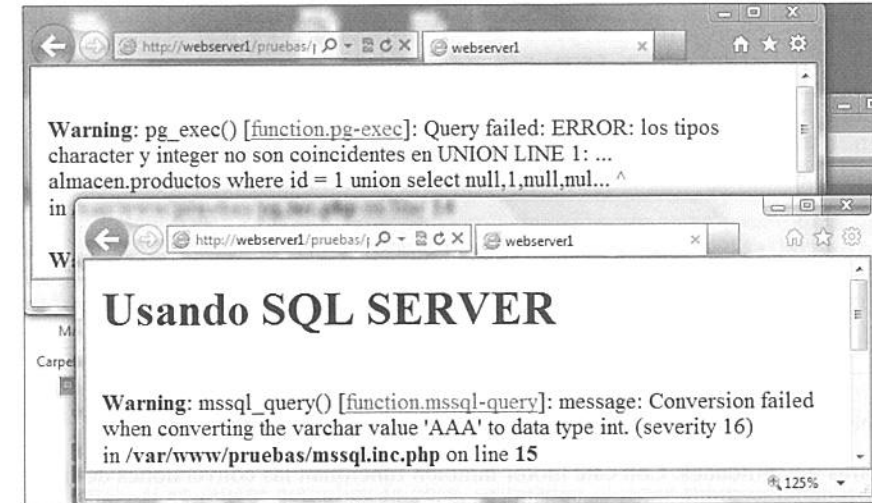 http://webserver1/pruebas/p
webserver1
Warning: pg_exec() [function.pg-exec]: Query failed: ERROR: los tipos
character y integer no son coincidentes en UNION LINE 1: ...
almacen.productos where id = 1 union select null,1,null,nul... ^
in
W
http://webserver1/pruebas/
webserver1
Usando SQL SERVER
Carpe
Warning: mssql_query() [function.mssql-query]: message: Conversion failed
when converting the varchar value 'AAA' to data type int. (severity 16)
in /var/www/pruebas/mssql.inc.php on line 15
125%